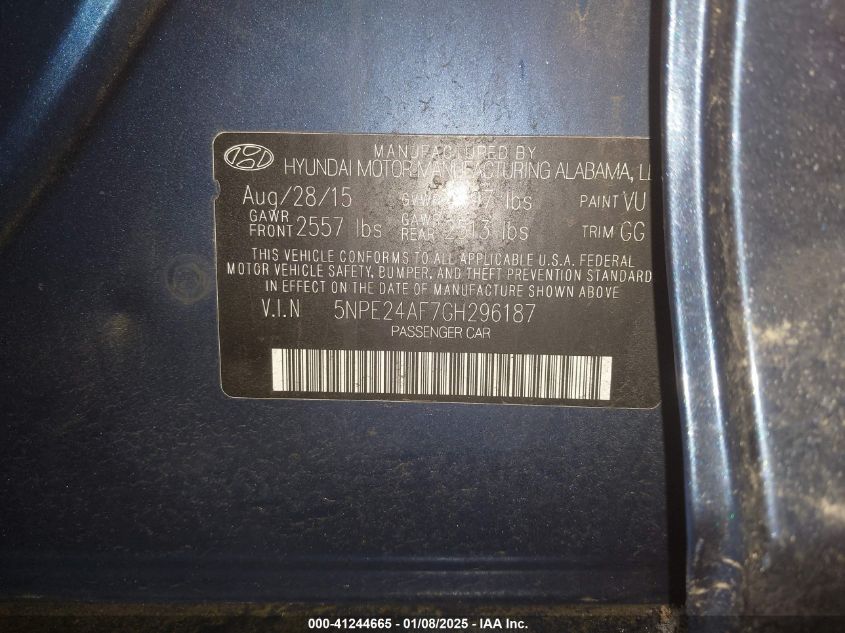 MANUFACTURED BY
HYUNDAI MOTOR MANUFACTURING ALABAMA,
Aug/28/15 lbs PAINT VU
GAWR FRONT 2557 lbs GAWR REAR lbs TRIM GG
THIS VEHICLE CONFORMS TO ALL APPLICABLE U.S.A. FEDERAL
MOTOR VEHICLE SAFETY, BUMPER, AND THEFT PREVENTION STANDARD
IN EFFECT ON THE DATE OF MANUFACTURE SHOWN ABOVE
V.I.N 5NPE24AF7GH296187
PASSENGER CAR
000-41244665 - 01/08/2025 - IAA Inc.